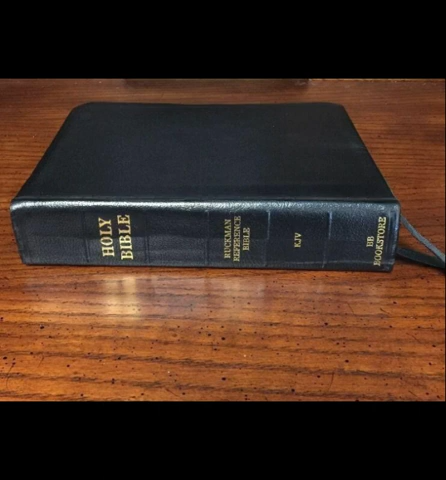 HOLY
BIBLE
RUCKMAN
REFERENCE
BIBLE
KJV
BB
BOOKSTORE